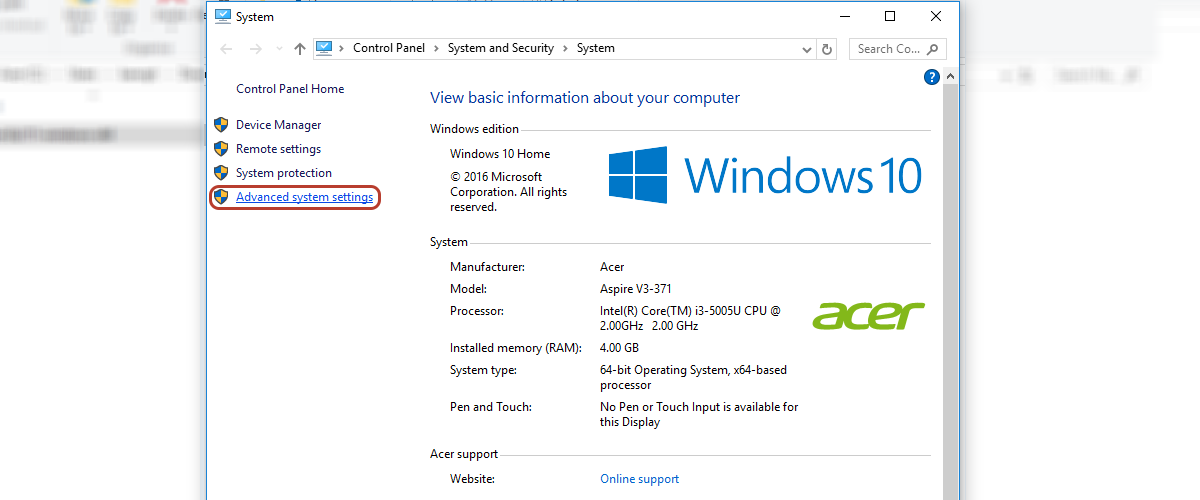 System
Control Panel > System and Security > System
Search Co...
Control Panel Home
Device Manager
Remote settings
System protection
Advanced system settings
?
View basic information about your computer
Windows edition
Windows 10 Home
© 2016 Microsoft
Corporation. All rights
reserved.
Windows 10
System
Manufacturer: Acer
Model: Aspire V3-371
Processor: Intel(R) Core(TM) i3-5005U CPU @
2.00GHz 2.00 GHz
acer
Installed memory (RAM): 4.00 GB
System type: 64-bit Operating System, x64-based
processor
Pen and Touch: No Pen or Touch Input is available for
this Display
Acer support
Website: Online support